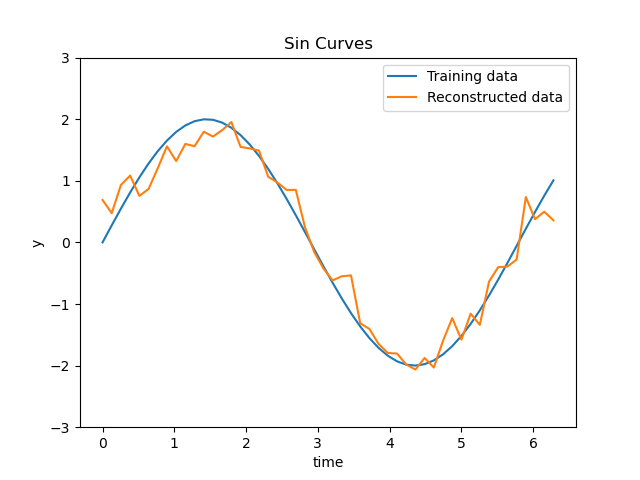 Sin Curves
Training data
Reconstructed data
3
2
1
0
−1
−2
−3
y
0 1 2 3 4 5 6
time